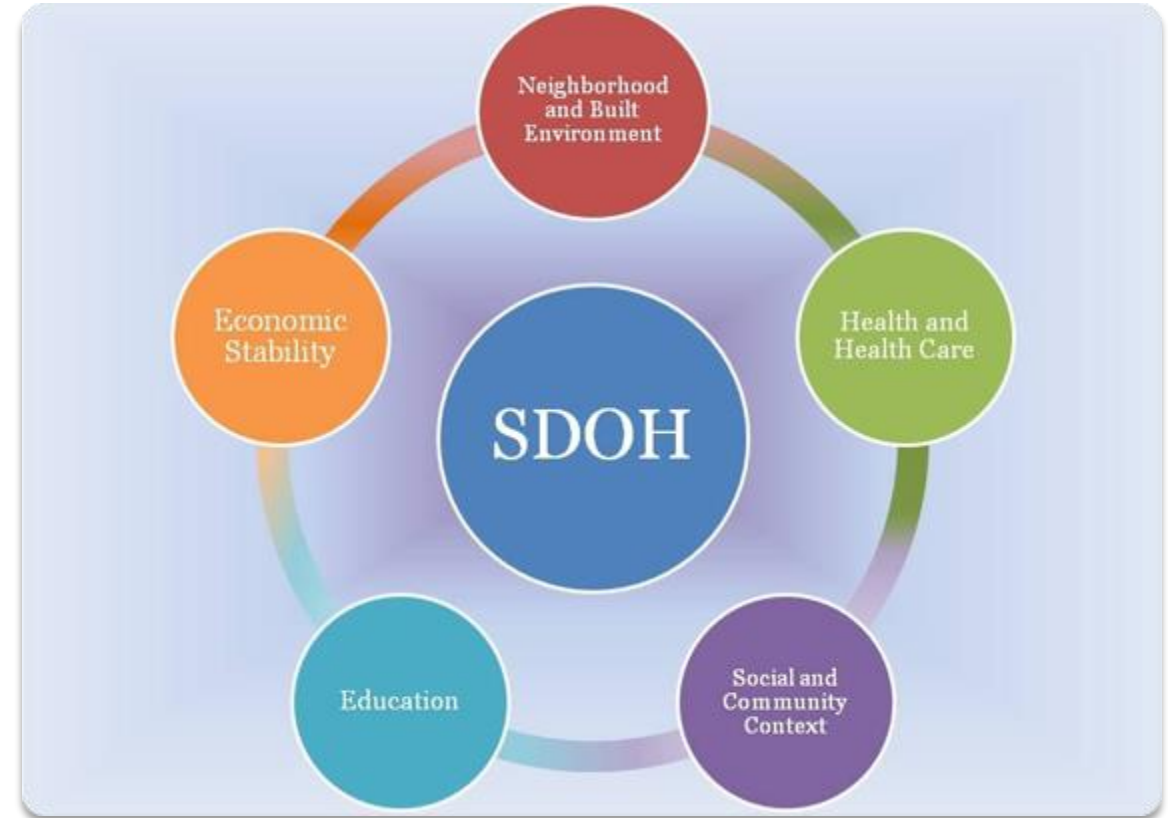 Neighborhood
and Built
Environment
Economic
Stability
Health and
Health Care
SDOH
Education
Social and
Community
Context